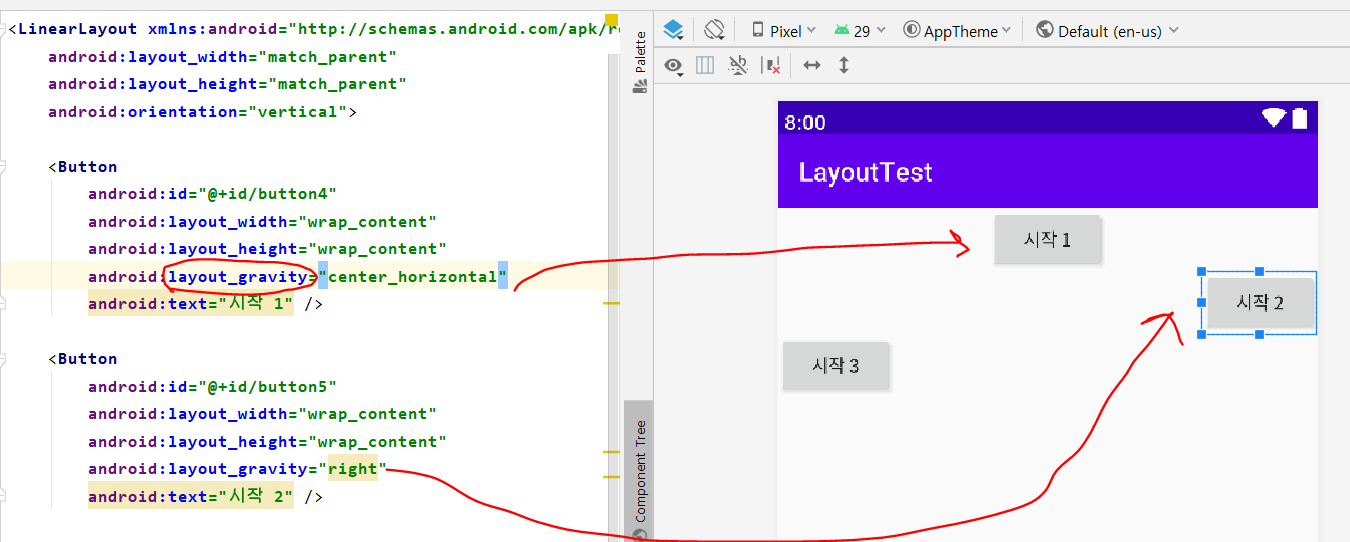 <LinearLayout xmlns:android="http://schemas.android.com/apk/re
android:layout_width="match_parent"
android:layout_height="match_parent"
android:orientation="vertical">
<Button
android:id="@+id/button4"
android:layout_width="wrap_content"
android:layout_height="wrap_content"
android:layout_gravity="center_horizontal"
android:text="시작 1" />
<Button
android:id="@+id/button5"
android:layout_width="wrap_content"
android:layout_height="wrap_content"
android:layout_gravity="right"
android:text="시작 2" />
Palette
Component Tree
Pixel 29 AppTheme Default (en-us)
8:00
LayoutTest
시작 1
시작 2
시작 3